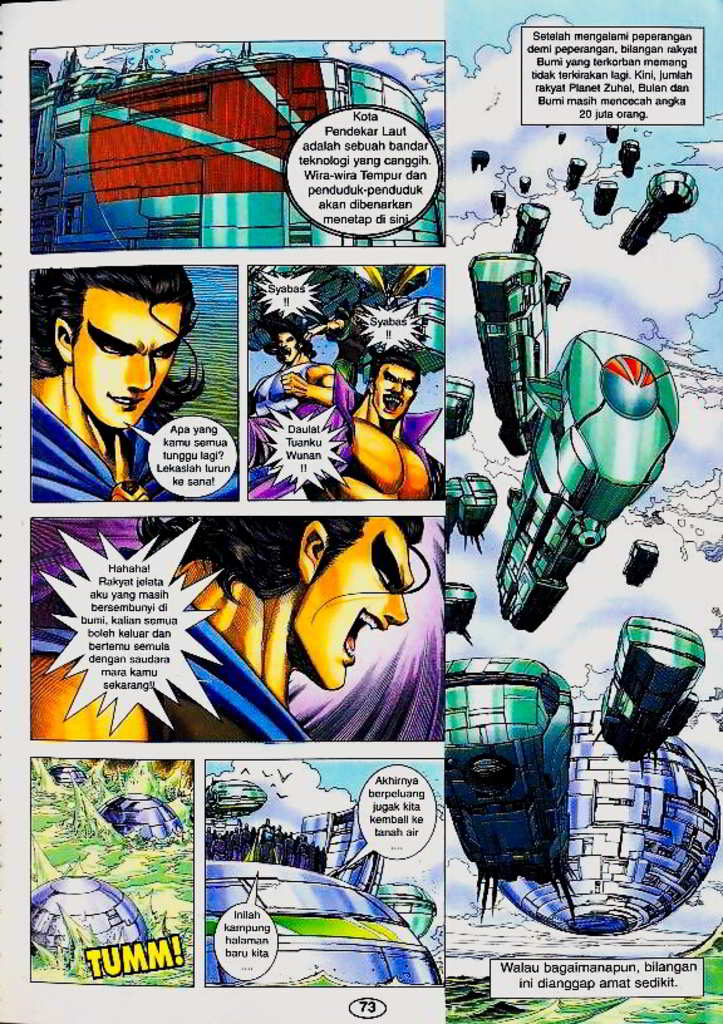 Kota
Pendekar Laut
adalah sebuah bandar
teknologi yang canggih.
Wira-wira Tempur dan
penduduk-penduduk
akan dibenarkan
menetap di sini
Setelah mengalami peperangan
demi peperangan, bilangan rakyat
Bumi yang terkorban memang
tidak terkirakan lagi. Kini, jumlah
rakyat Planet Zuhal, Bulan dan
Bumi masih mencecah angka
20 juta orang.
Apa yang
kamu semua
tunggu lagi?
Lekaslah turun
ke sana!
Syabas
!!
Syabas
!!
Daulat
Tuanku
Wunan
!!
Hahaha!
Rakyat jelata
aku yang masih
bersembunyi di
bumi, kalian semua
boleh keluar dan
bertemu semula
dengan saudara
mara kamu
sekarang!!
TUMM!
Akhirnya
berpeluang
jugak kita
kembali ke
tanah air
....
Inilah
kampung
halaman
baru kita
...
Walau bagaimanapun, bilangan
ini dianggap amat sedikit.
73